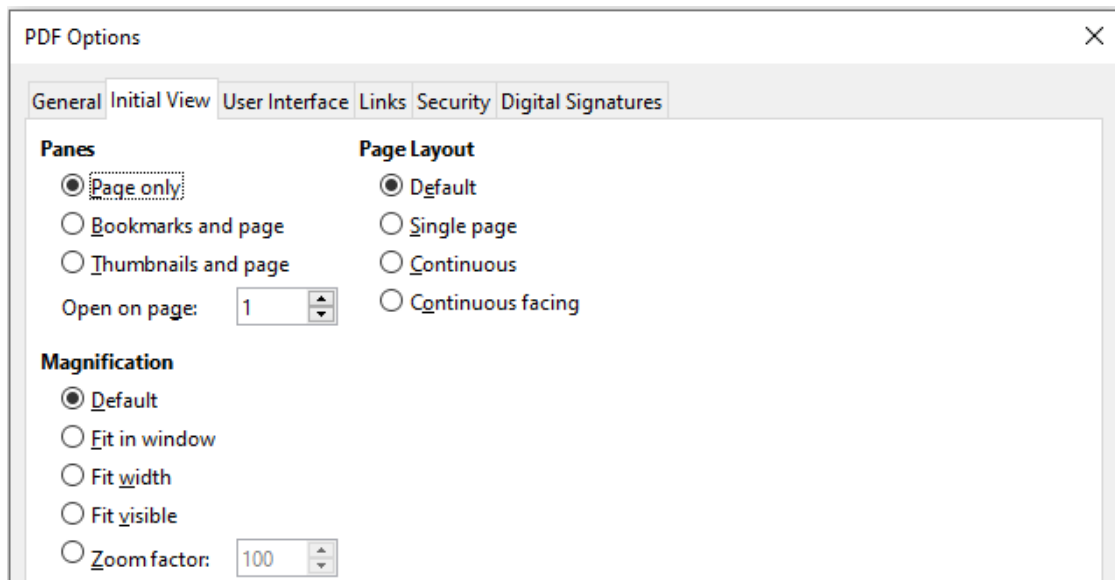 PDF Options
General Initial View User Interface Links Security Digital Signatures
Panes
Page only
Bookmarks and page
Thumbnails and page
Open on page: 1
Page Layout
Default
Single page
Continuous
Continuous facing
Magnification
Default
Fit in window
Fit width
Fit visible
Zoom factor: 100